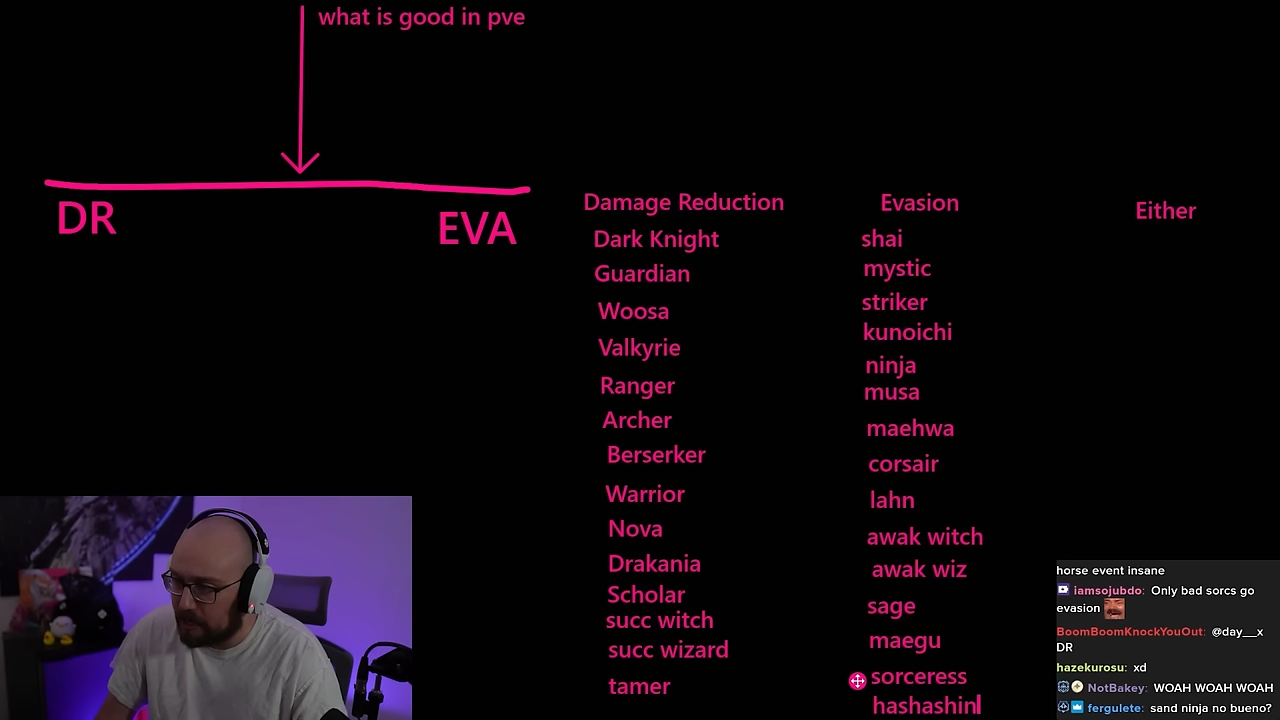 what is good in pve
DR
EVA
Damage Reduction
Dark Knight
Guardian
Woosa
Valkyrie
Ranger
Archer
Berserker
Warrior
Nova
Drakania
Scholar
succ witch
succ wizard
tamer
Evasion
shai
mystic
striker
kunoichi
ninja
musa
maehwa
corsair
lahn
awak witch
awak wiz
sage
maegu
sorceress
hashashin
Either
horse event insane
iamsojubdo: Only bad sorcs go
evasion
BoomBoomKnockYouOut: @day__x
DR
hazekurosu: xd
NotBakey: WOAH WOAH WOAH
fergulete: sand ninja no bueno?